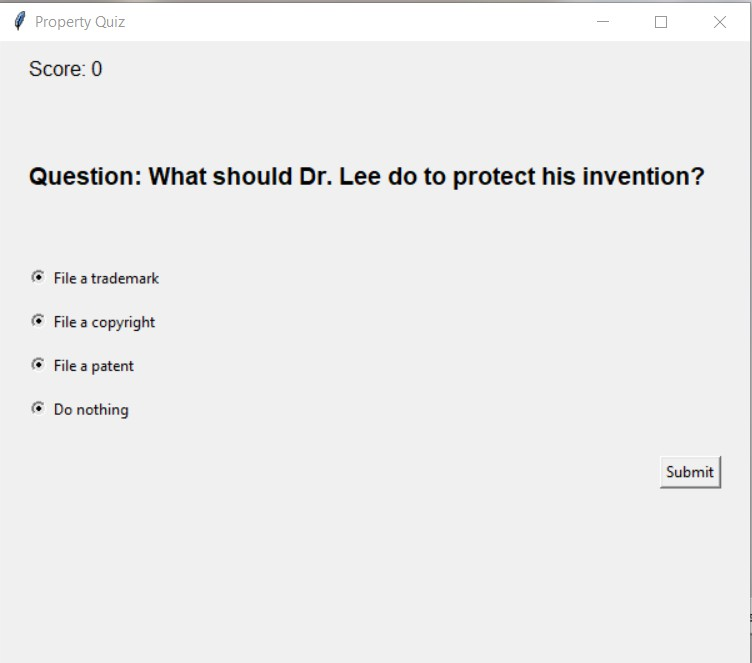 Property Quiz
Score: 0
Question: What should Dr. Lee do to protect his invention?
File a trademark
File a copyright
File a patent
Do nothing
Submit